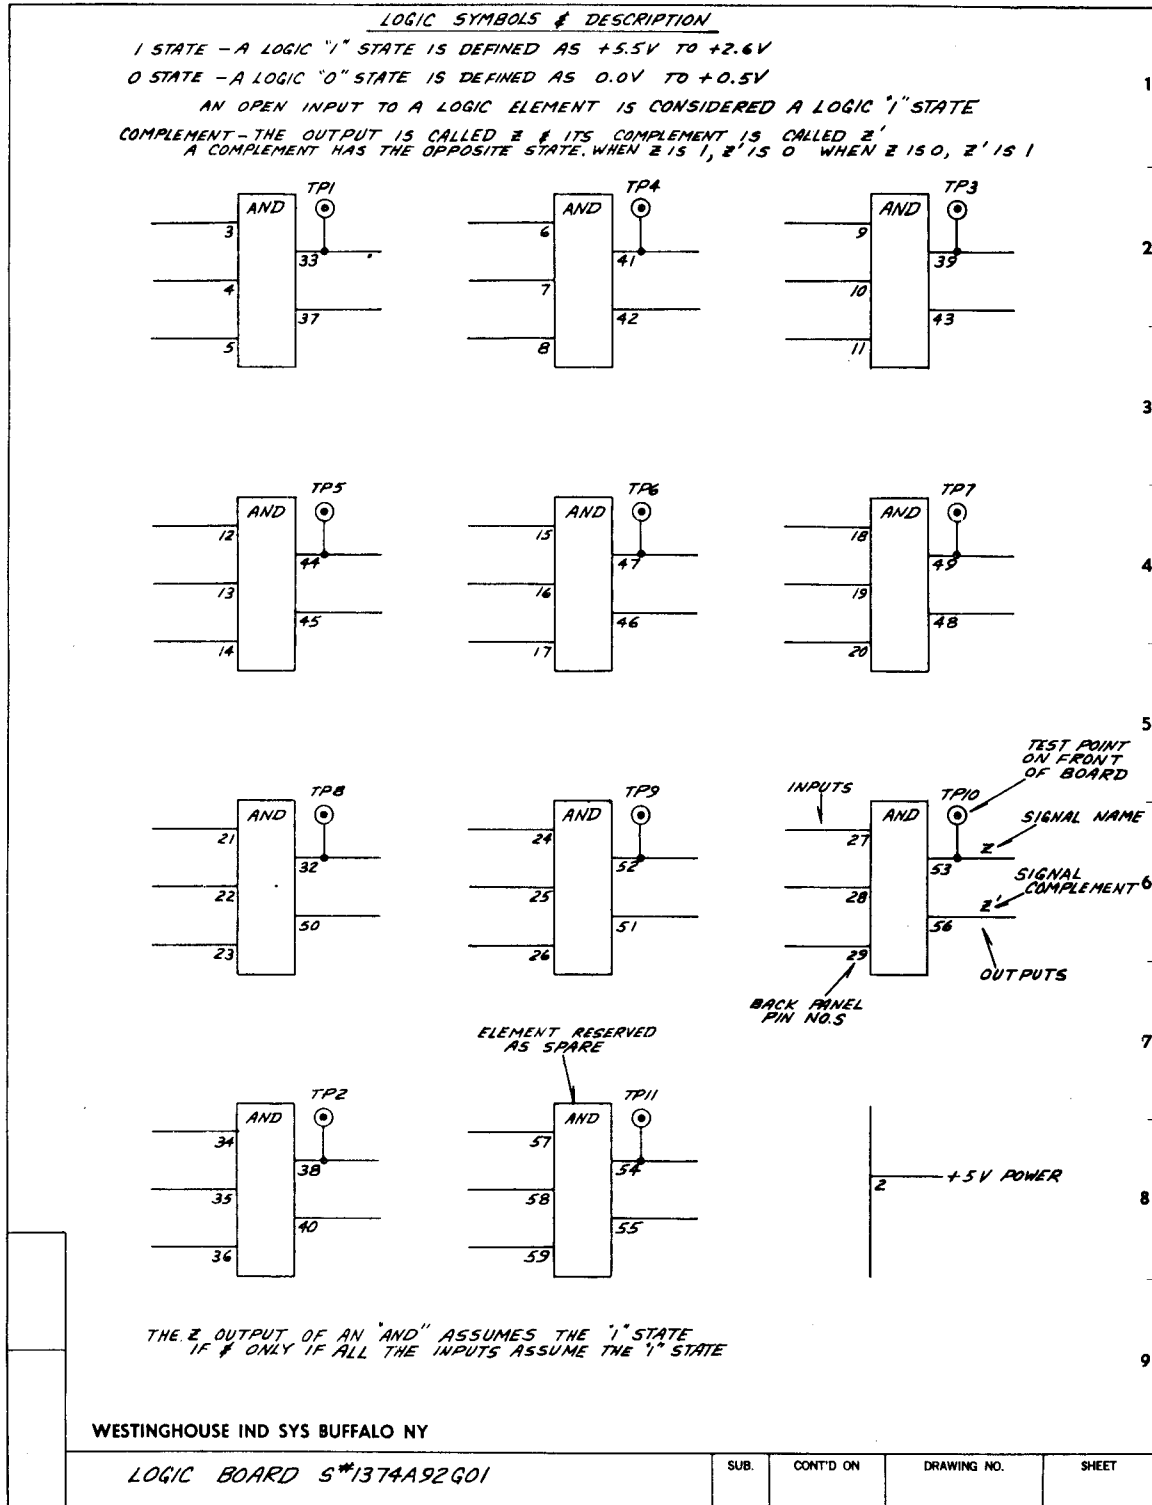 LOGIC SYMBOLS & DESCRIPTION
1 STATE - A LOGIC "1" STATE IS DEFINED AS +5.5V TO +2.6V
0 STATE - A LOGIC "0" STATE IS DEFINED AS 0.0V TO +0.5V
AN OPEN INPUT TO A LOGIC ELEMENT IS CONSIDERED A LOGIC "1" STATE
COMPLEMENT - THE OUTPUT IS CALLED Z & ITS COMPLEMENT IS CALLED Z'
A COMPLEMENT HAS THE OPPOSITE STATE. WHEN Z IS 1, Z' IS 0 WHEN Z IS 0, Z' IS 1
1
TP1 TP4 TP3
AND AND AND
3 6 9
33 41 39
2
4 7 10
37 42 43
5 8 11
3
TP5 TP6 TP7
AND AND AND
12 15 18
44 47 49
4
13 16 19
45 46 48
14 17 20
5
TEST POINT
ON FRONT
OF BOARD
INPUTS
TP8 TP9 TP10
AND AND AND
SIGNAL NAME
21 24 27
Z
32 52 53
SIGNAL
COMPLEMENT
6
22 25 28
Z'
50 51 56
23 26 29
OUTPUTS
BACK PANEL
PIN NO.S
ELEMENT RESERVED
AS SPARE
7
TP2 TP11
AND AND
34 57
38 54
2 +5V POWER
35 58
8
40 55
36 59
THE Z OUTPUT OF AN "AND" ASSUMES THE "1" STATE
IF & ONLY IF ALL THE INPUTS ASSUME THE "1" STATE
9
WESTINGHOUSE IND SYS BUFFALO NY
LOGIC BOARD S#1374A92G01
SUB. CONT'D ON DRAWING NO. SHEET